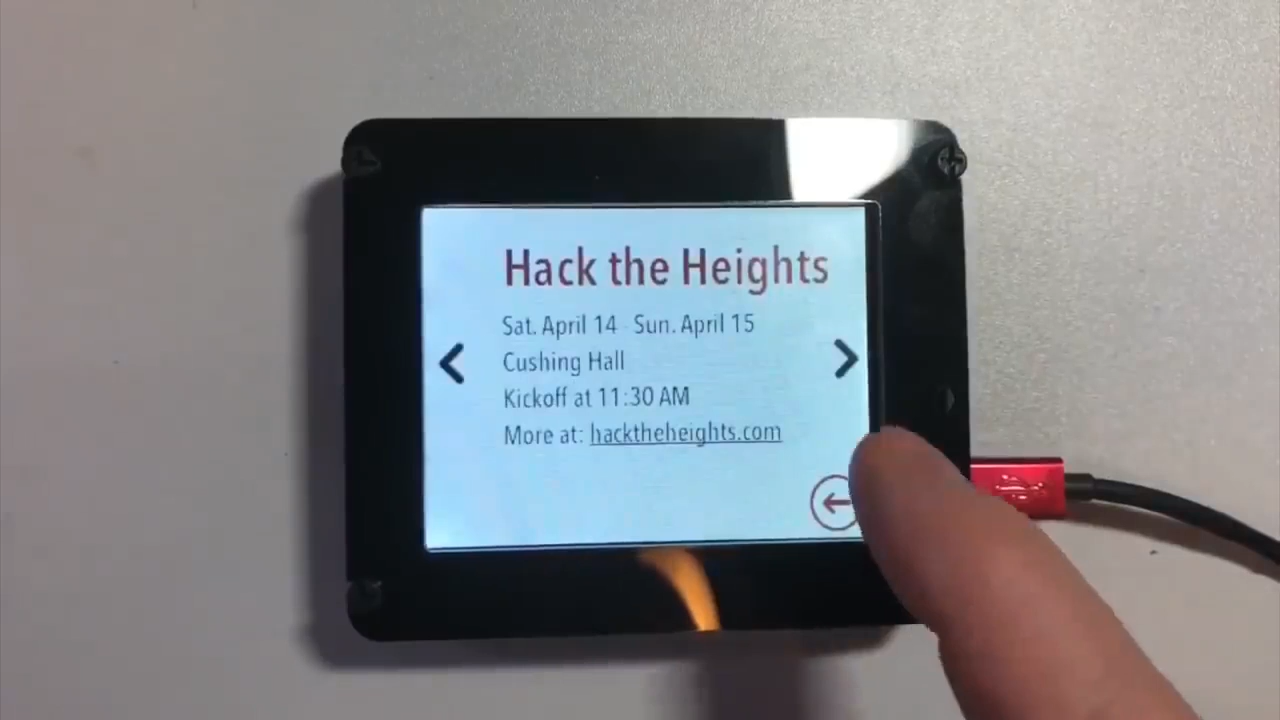 Hack the Heights
Sat. April 14 - Sun. April 15
Cushing Hall
Kickoff at 11:30 AM
More at: hacktheheights.com